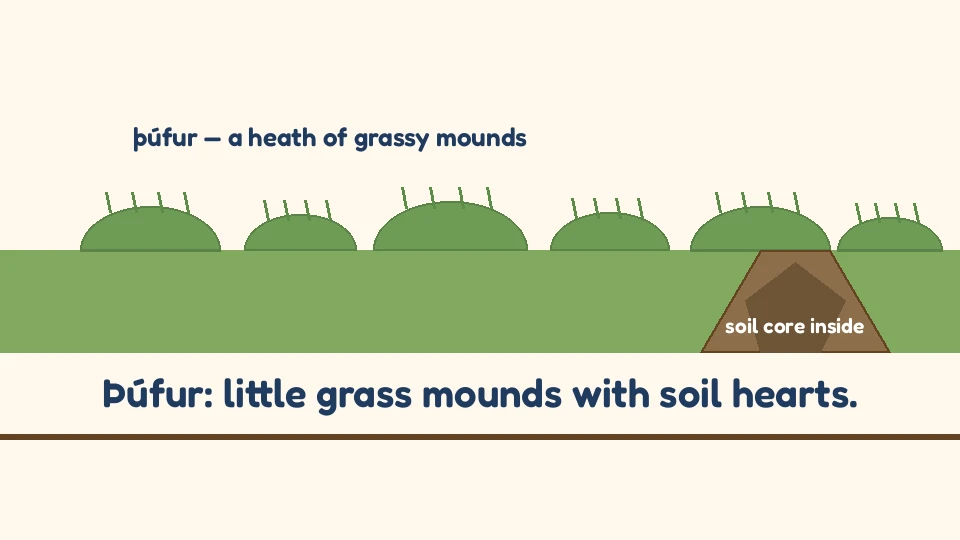 þúfur — a heath of grassy mounds
soil core inside
Þúfur: little grass mounds with soil hearts.